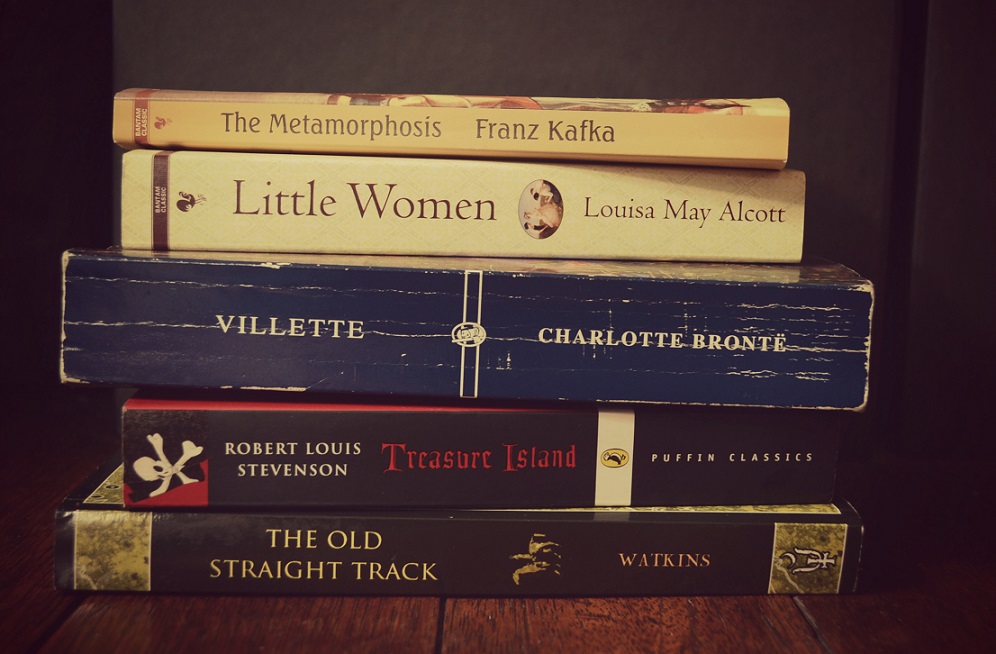 BANTAM
CLASSIC
The Metamorphosis Franz Kafka
BANTAM
CLASSIC
Little Women Louisa May Alcott
VILLETTE CHARLOTTE BRONTË
ROBERT LOUIS
STEVENSON
Treasure Island
PUFFIN CLASSICS
THE OLD
STRAIGHT TRACK
WATKINS